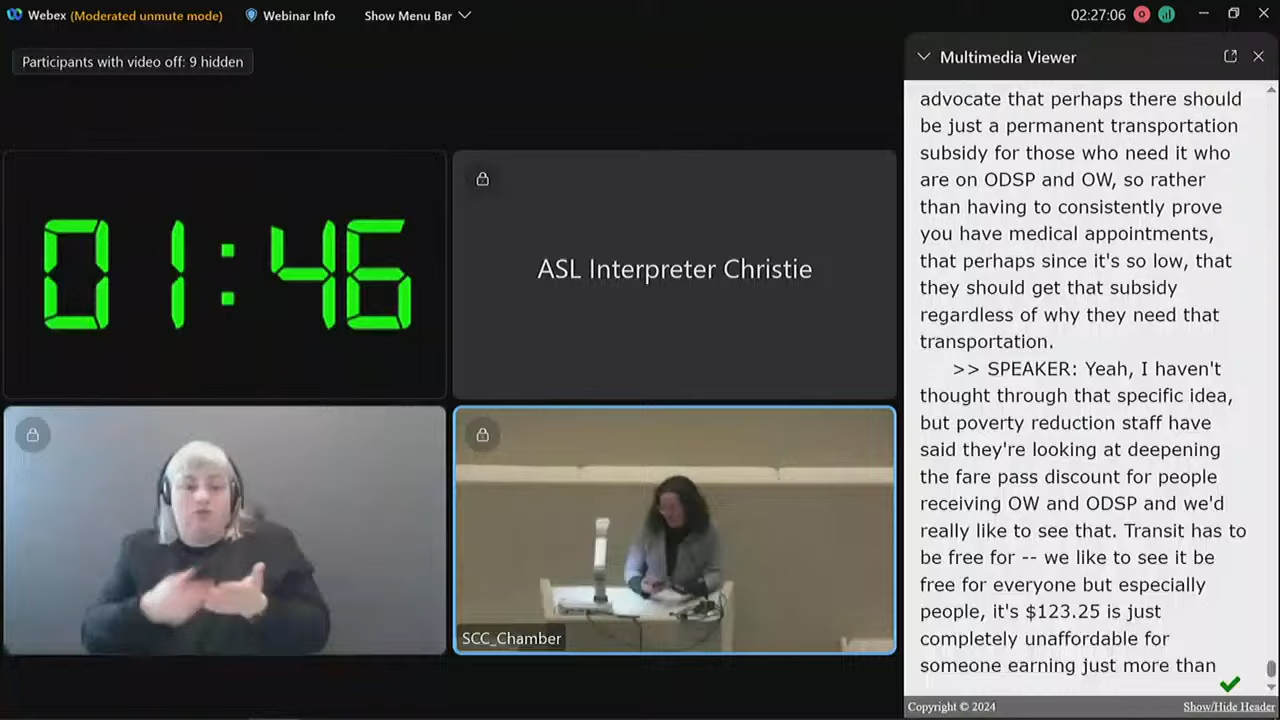 Webex (Moderated unmute mode) Webinar Info Show Menu Bar 02:27:06
Participants with video off: 9 hidden
Multimedia Viewer
01:46
ASL Interpreter Christie
SCC_Chamber
advocate that perhaps there should
be just a permanent transportation
subsidy for those who need it who
are on ODSP and OW, so rather
than having to consistently prove
you have medical appointments,
that perhaps since it's so low, that
they should get that subsidy
regardless of why they need that
transportation.
>> SPEAKER: Yeah, I haven't
thought through that specific idea,
but poverty reduction staff have
said they're looking at deepening
the fare pass discount for people
receiving OW and ODSP and we'd
really like to see that. Transit has to
be free for -- we like to see it be
free for everyone but especially
people, it's $123.25 is just
completely unaffordable for
someone earning just more than
Copyright © 2024 Show/Hide Header